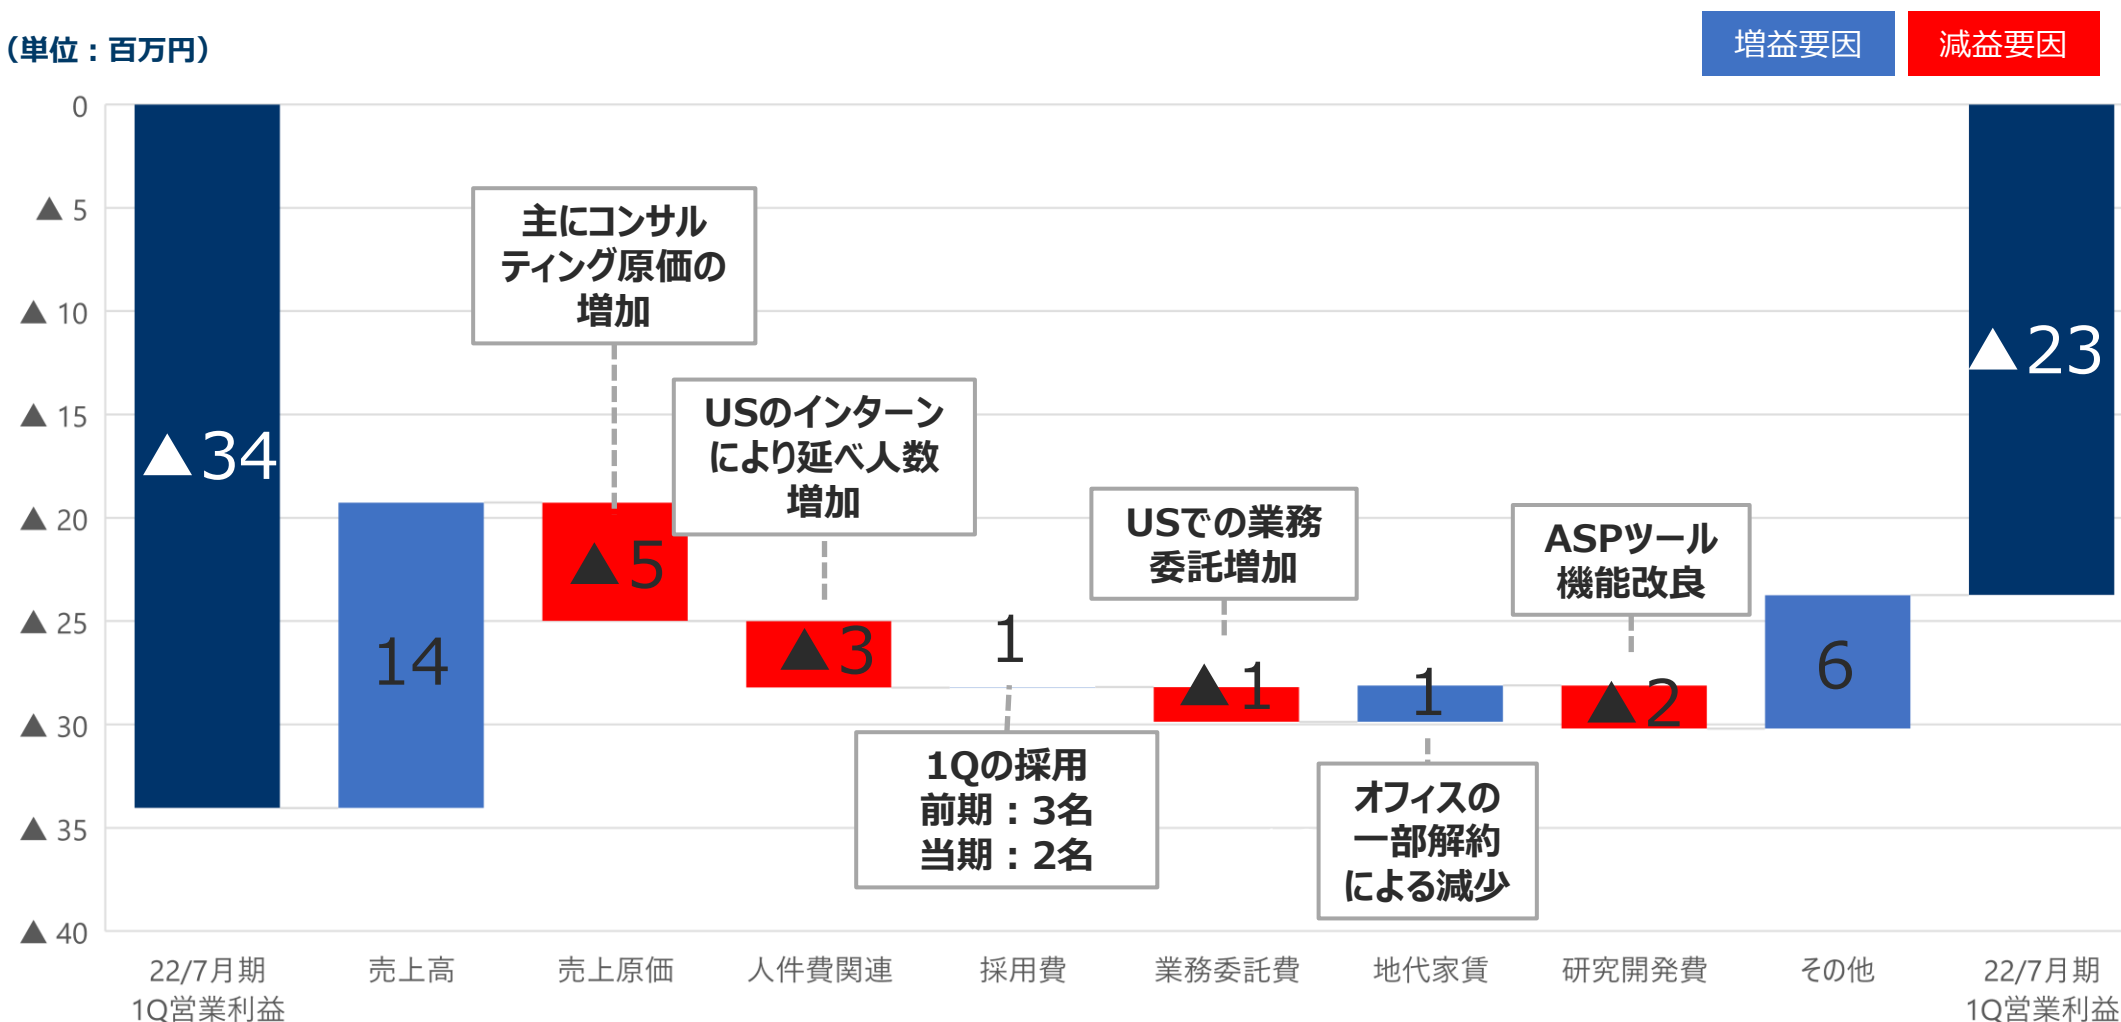 （単位：百万円）
増益要因
減益要因
0
▲ 5
▲ 10
▲ 15
▲ 20
▲ 25
▲ 30
▲ 35
▲ 40
▲34
14
▲5
▲3
1
▲1
1
▲2
6
▲23
主にコンサル
ティング原価の
増加
USのインターン
により延べ人数
増加
1Qの採用
前期：3名
当期：2名
USでの業務
委託増加
オフィスの
一部解約
による減少
ASPツール
機能改良
22/7月期
1Q営業利益
売上高
売上原価
人件費関連
採用費
業務委託費
地代家賃
研究開発費
その他
22/7月期
1Q営業利益